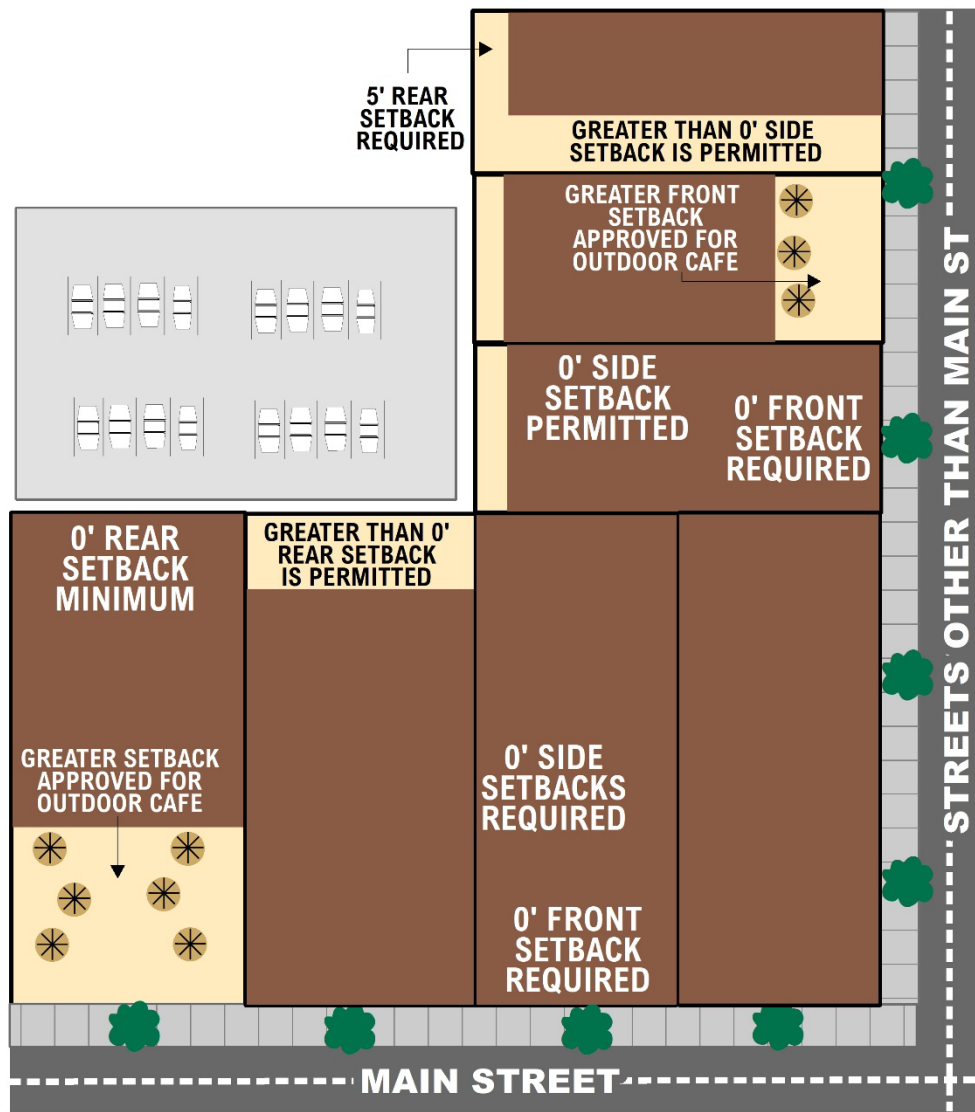 5' REAR
SETBACK
REQUIRED
GREATER THAN 0' SIDE
SETBACK IS PERMITTED
GREATER FRONT
SETBACK
APPROVED FOR
OUTDOOR CAFE
0' SIDE
SETBACK
PERMITTED
0' FRONT
SETBACK
REQUIRED
0' REAR
SETBACK
MINIMUM
GREATER THAN 0'
REAR SETBACK
IS PERMITTED
GREATER SETBACK
APPROVED FOR
OUTDOOR CAFE
0' SIDE
SETBACKS
REQUIRED
0' FRONT
SETBACK
REQUIRED
STREETS OTHER THAN MAIN ST
MAIN STREET